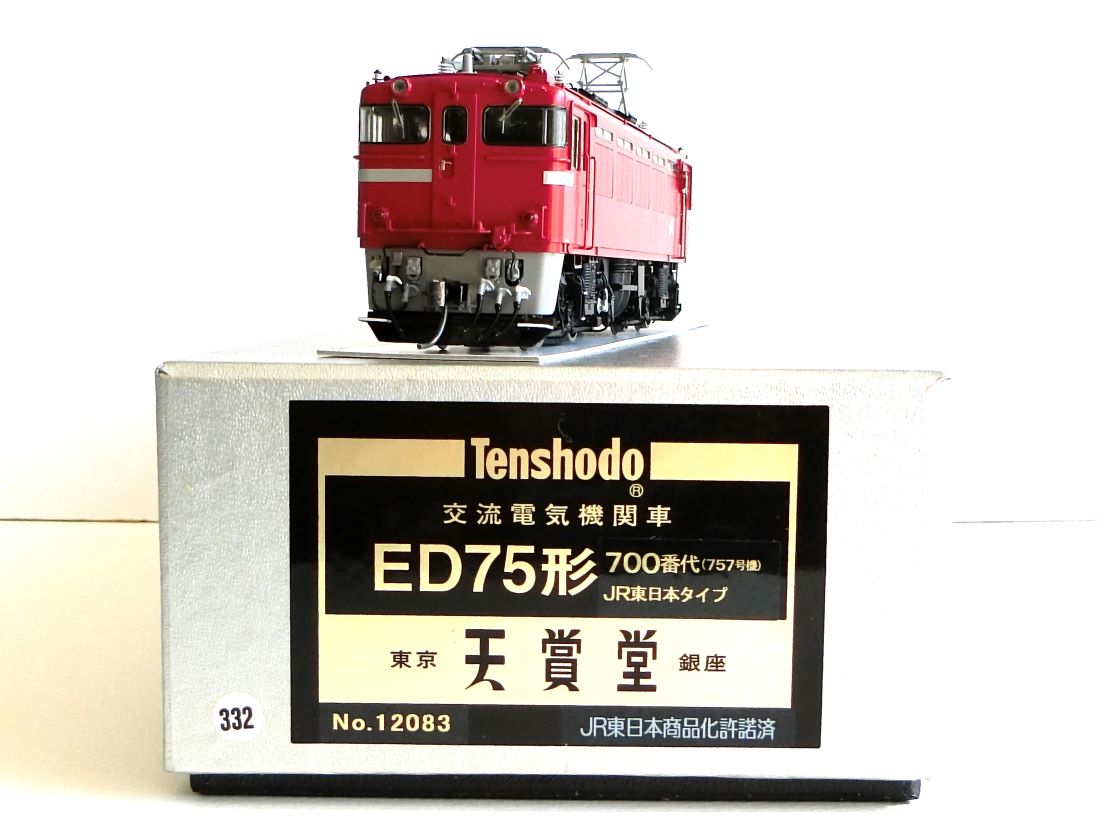 Tenshodo®
交流電気機関車
ED75形 700番代(757号機)
JR東日本タイプ
東京 天賞堂 銀座
No.12083 JR東日本商品化許諾済
332